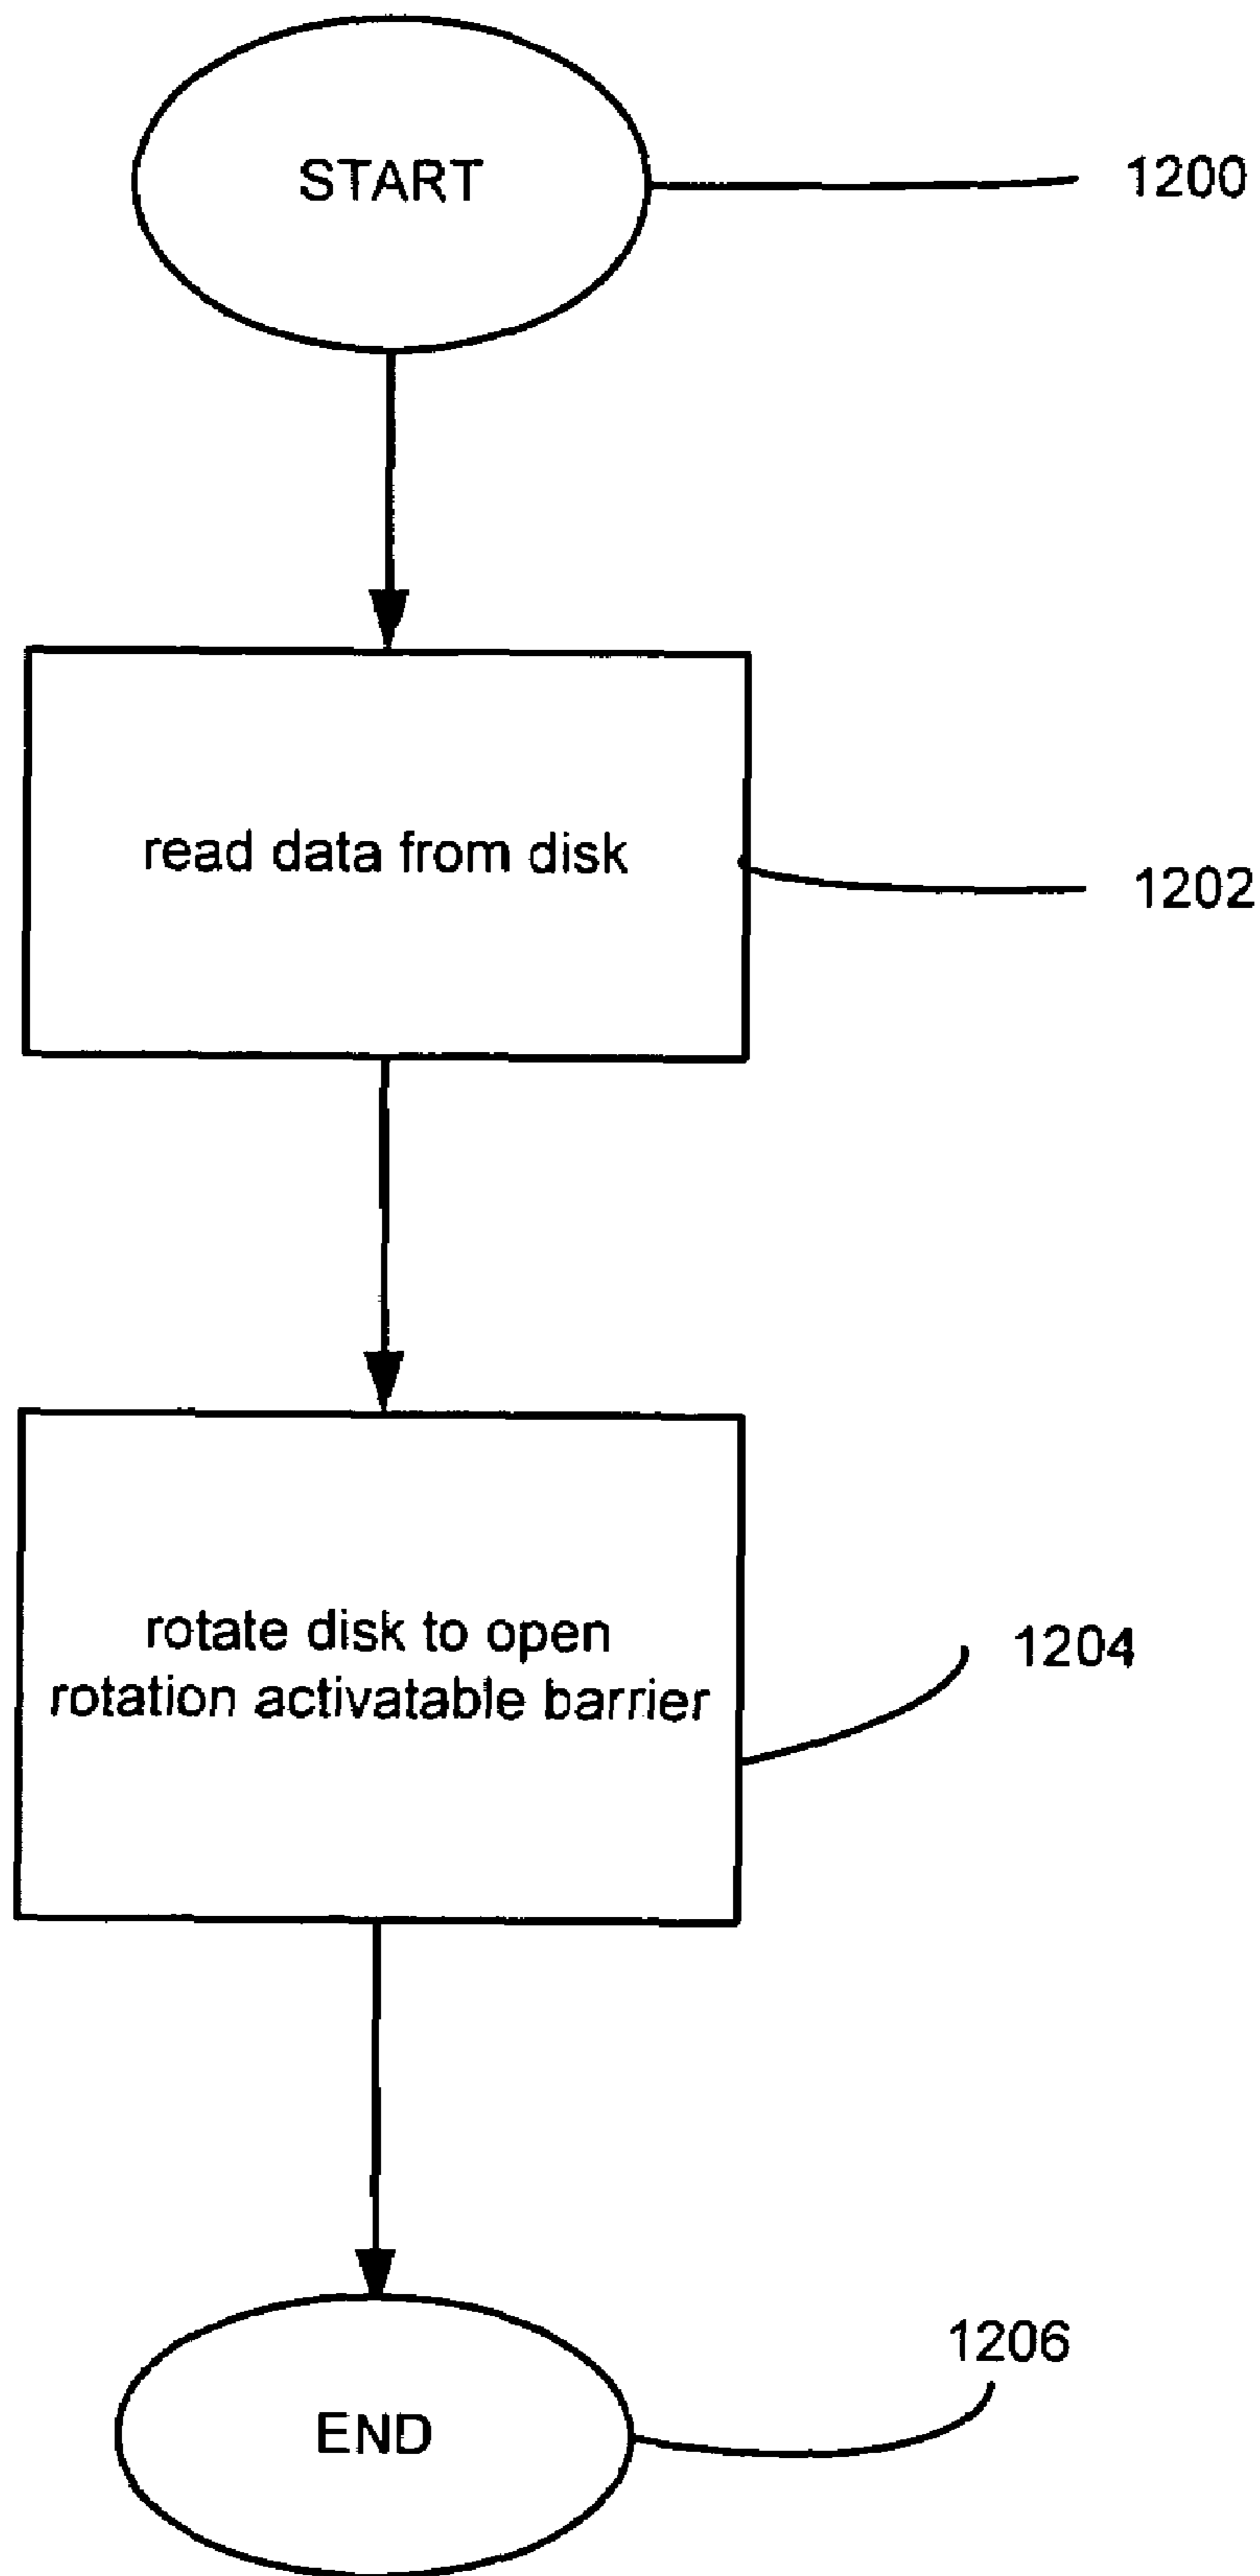 START
1200
read data from disk
1202
rotate disk to open
rotation activatable barrier
1204
1206
END